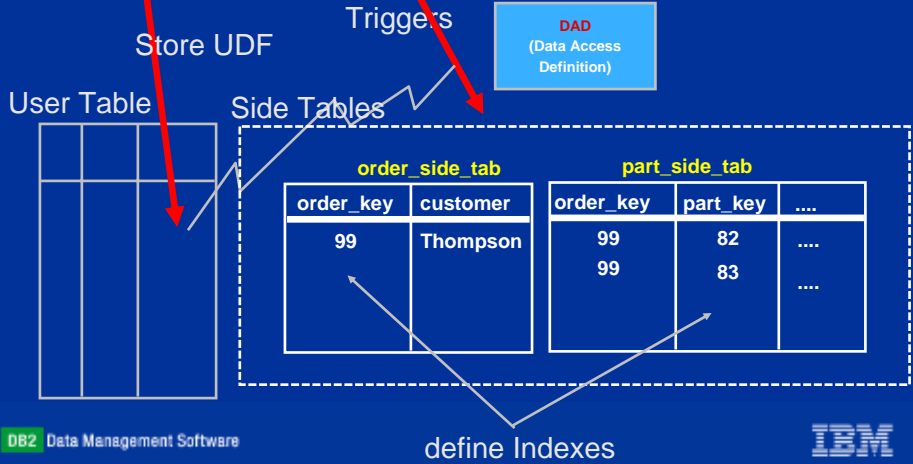 Triggers
DAD
(Data Access
Definition)
Store UDF
User Table
Side Tables
order_side_tab
part_side_tab
order_key customer
99 Thompson
order_key part_key ....
99 82 ....
99 83 ....
define Indexes
DB2 Data Management Software
IBM